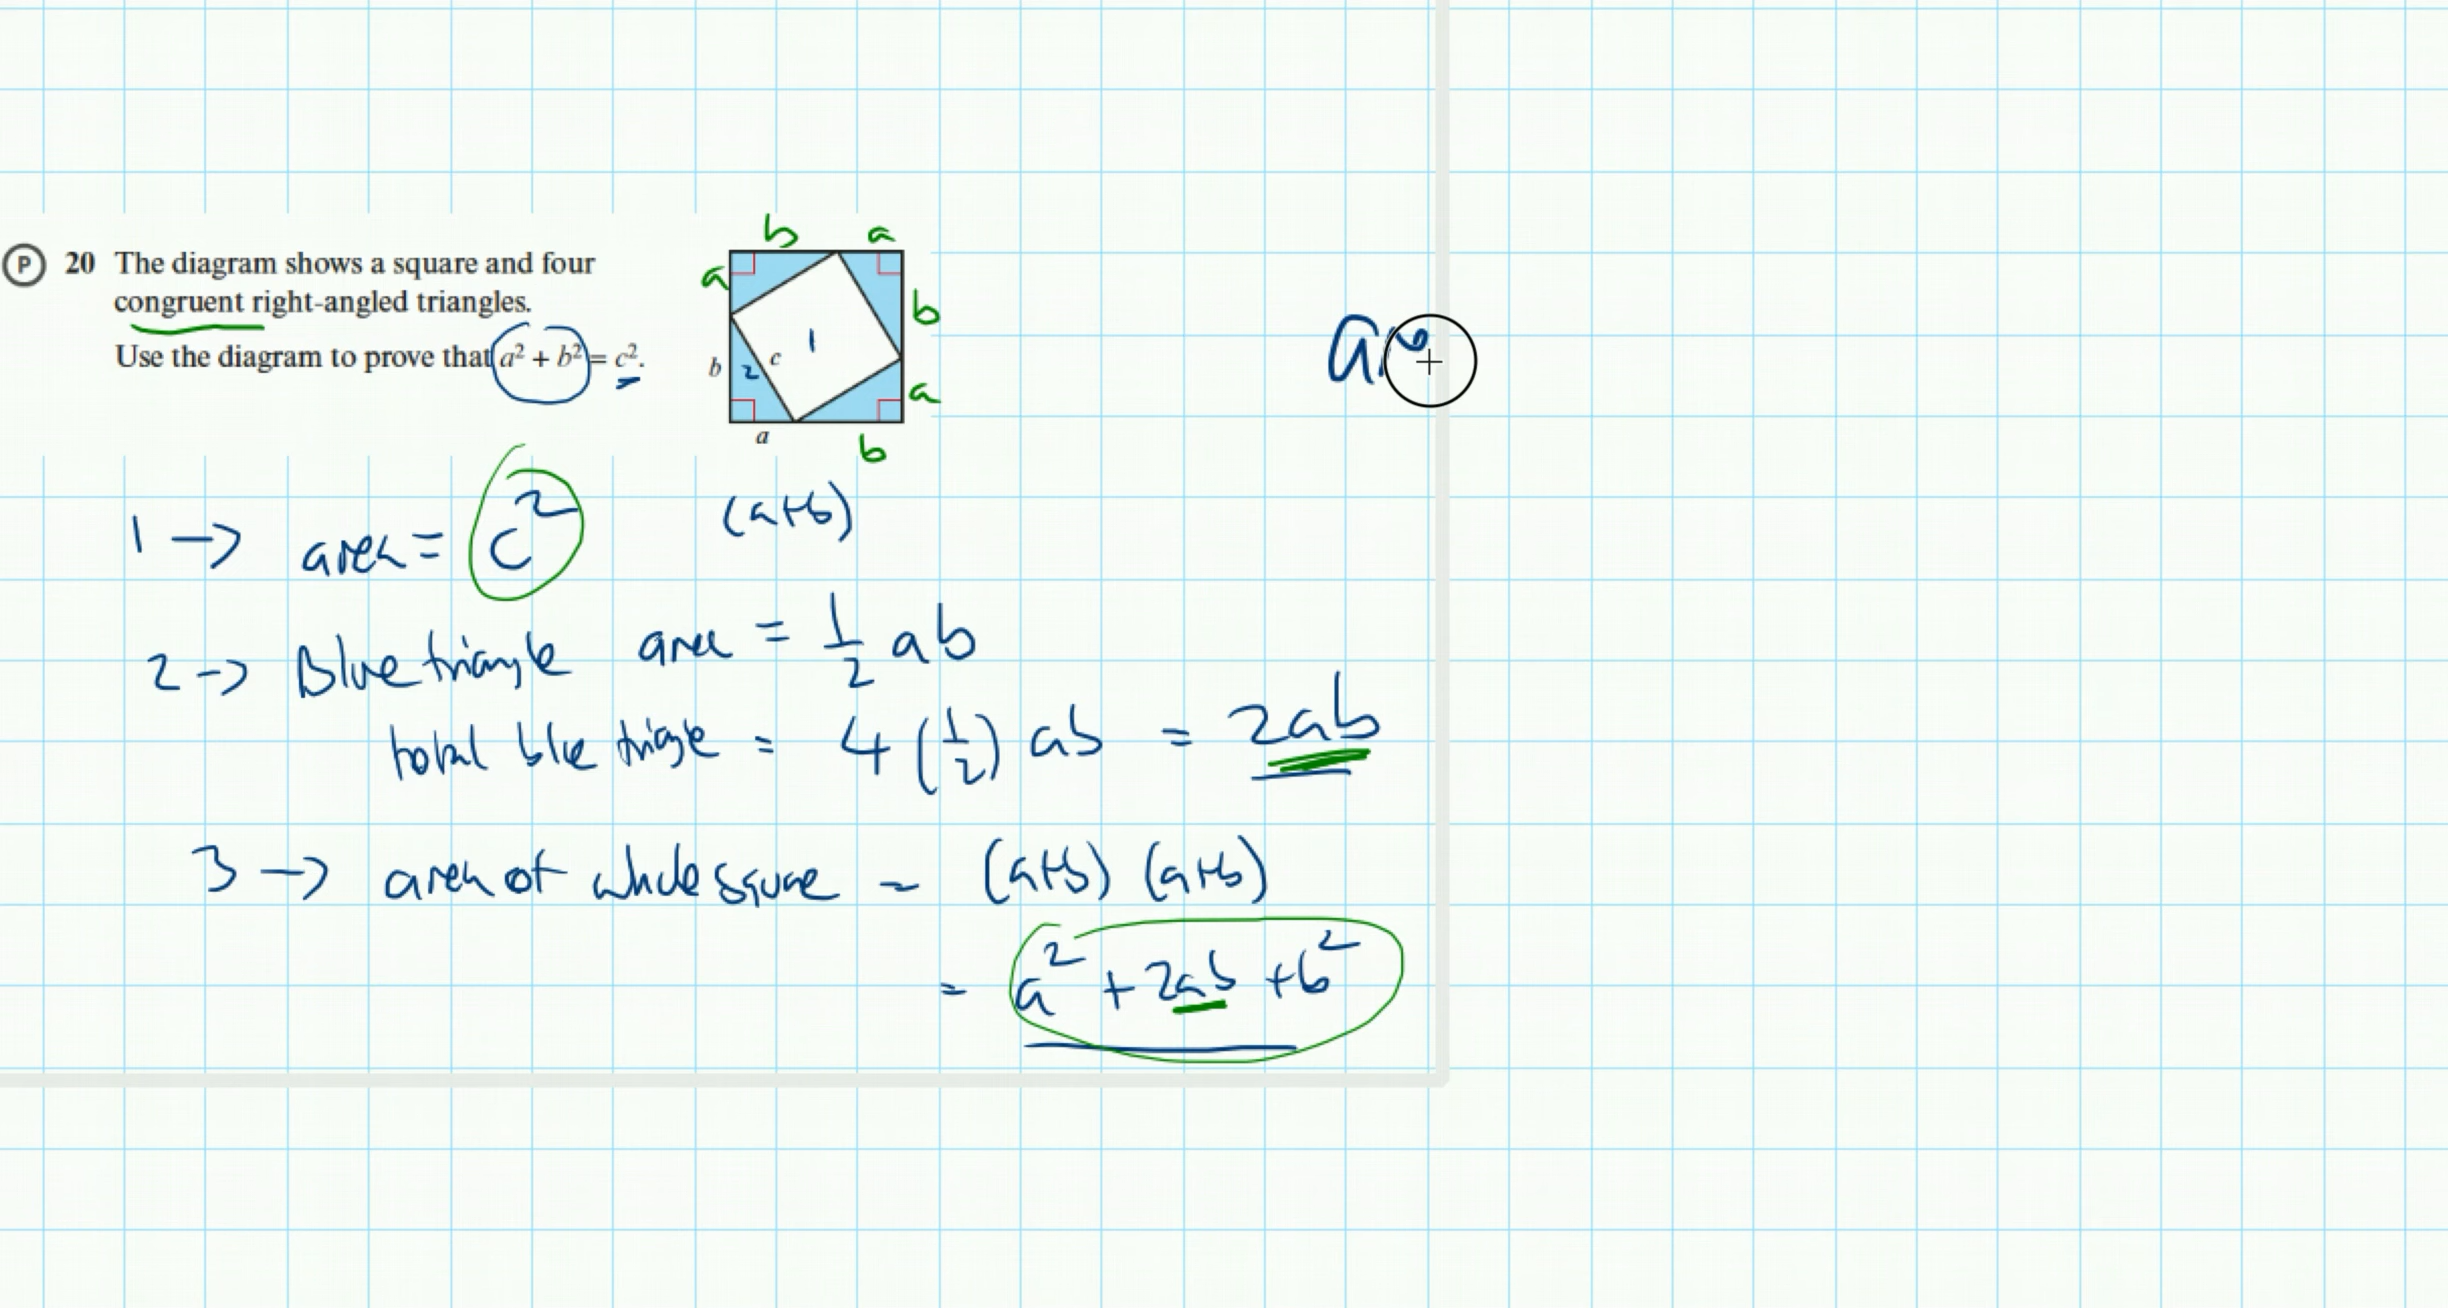 P 20 The diagram shows a square and four
congruent right-angled triangles.
Use the diagram to prove that a² + b² = c².
b a
a
b
1
b 2 c
a
a
b
a
1 → area = c²
(a+b)
2 → Blue triangle area = 1/2 ab
total blue triangle = 4 (1/2) ab = 2ab
3 → area of whole square = (a+b) (a+b)
= a² + 2ab + b²